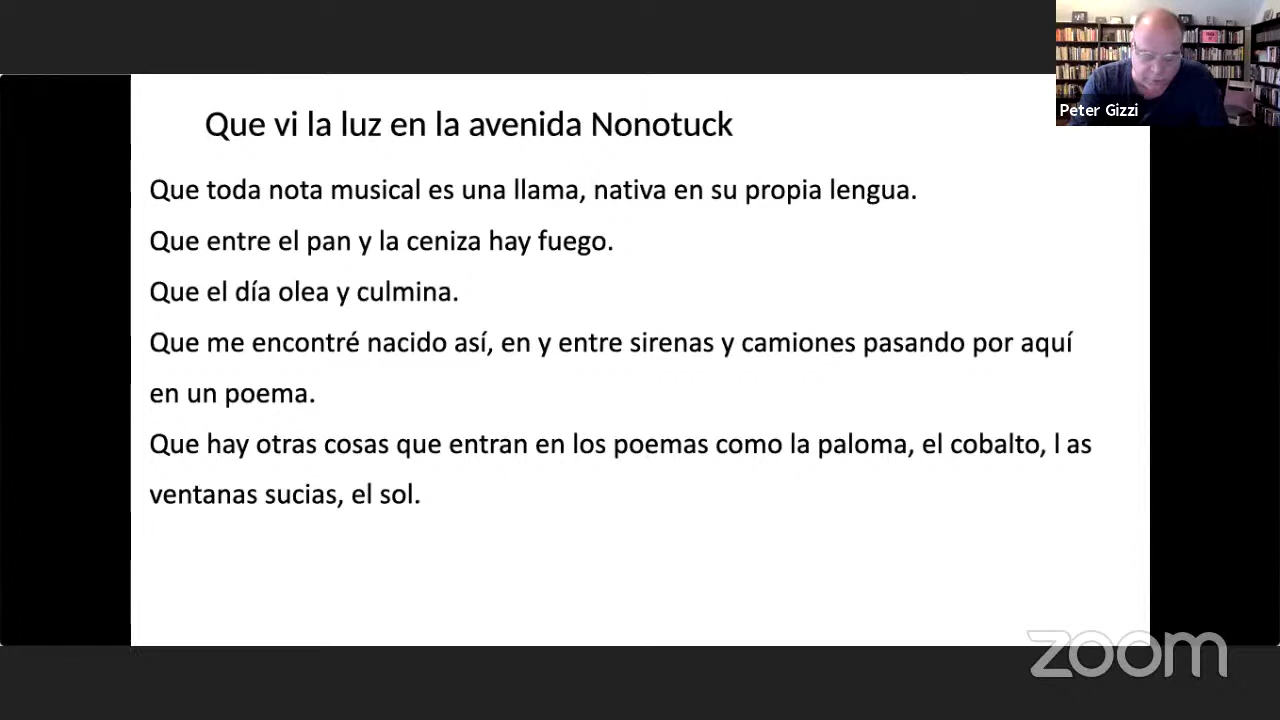 Peter Gizzi
Que vi la luz en la avenida Nonotuck
Que toda nota musical es una llama, nativa en su propia lengua.
Que entre el pan y la ceniza hay fuego.
Que el día olea y culmina.
Que me encontré nacido así, en y entre sirenas y camiones pasando por aquí
en un poema.
Que hay otras cosas que entran en los poemas como la paloma, el cobalto, l as
ventanas sucias, el sol.
zoom